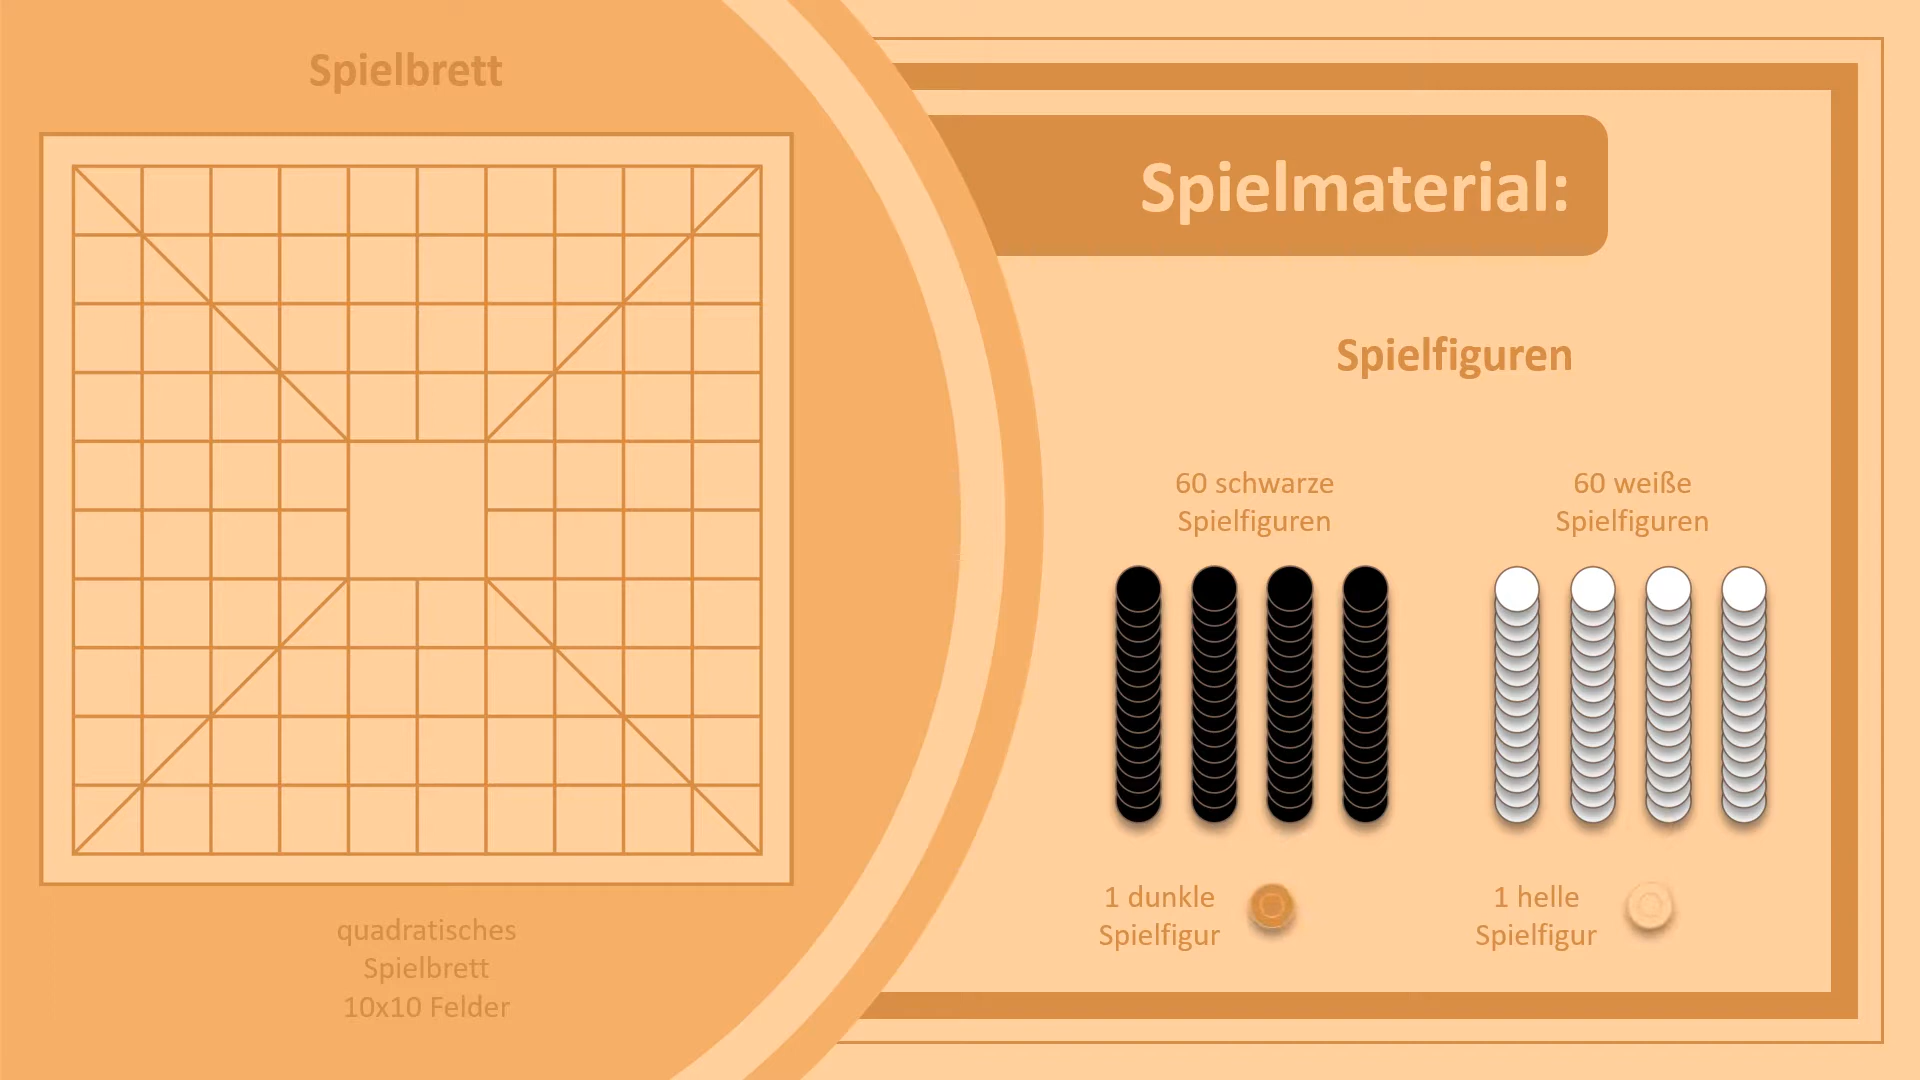 Spielbrett
quadratisches
Spielbrett
10x10 Felder
Spielmaterial:
Spielfiguren
60 schwarze
Spielfiguren
60 weiße
Spielfiguren
1 dunkle
Spielfigur
1 helle
Spielfigur